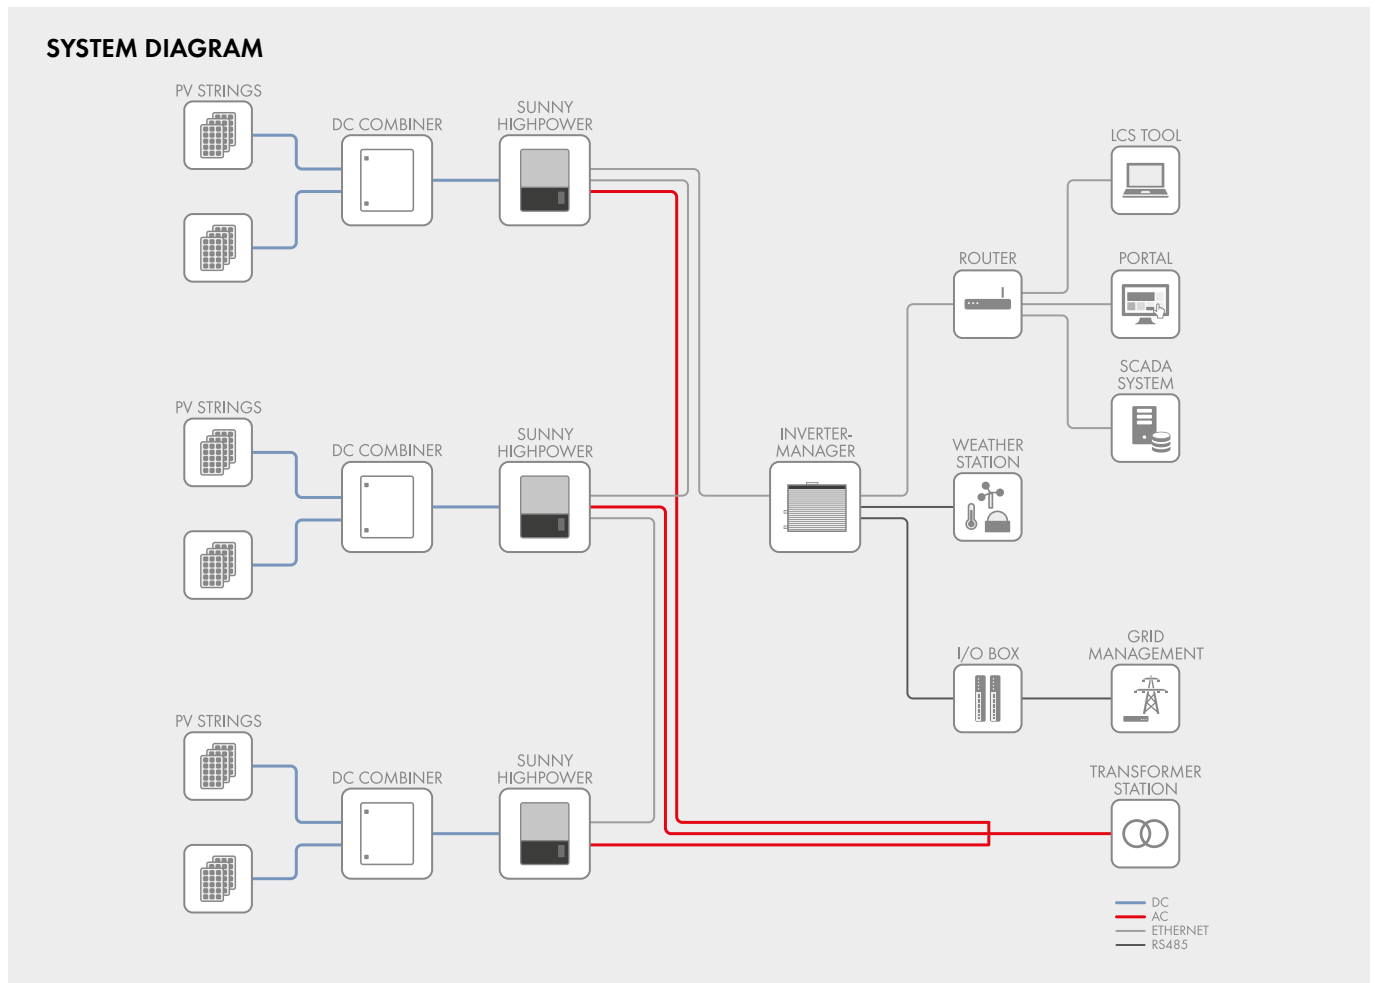 SYSTEM DIAGRAM
PV STRINGS
DC COMBINER
SUNNY
HIGHPOWER
LCS TOOL
ROUTER
PORTAL
SCADA
SYSTEM
PV STRINGS
DC COMBINER
SUNNY
HIGHPOWER
INVERTER-
MANAGER
WEATHER
STATION
I/O BOX
GRID
MANAGEMENT
PV STRINGS
DC COMBINER
SUNNY
HIGHPOWER
TRANSFORMER
STATION
DC
AC
ETHERNET
RS485